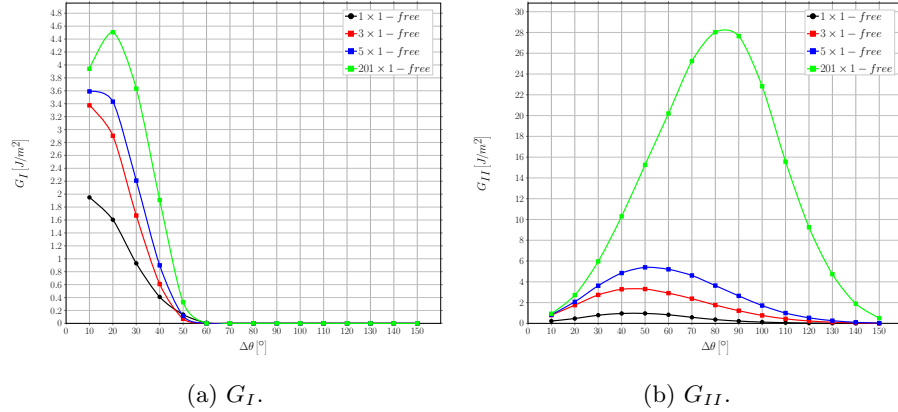 4.8
4.6
4.4
4.2
4
3.8
3.6
3.4
3.2
3
2.8
2.6
2.4
2.2
2
1.8
1.6
1.4
1.2
1
0.8
0.6
0.4
0.2
0
G_I [J/m²]
1 × 1 − free
3 × 1 − free
5 × 1 − free
201 × 1 − free
10 20 30 40 50 60 70 80 90 100 110 120 130 140 150
Δθ [°]
(a) G_I.
30
28
26
24
22
20
18
16
14
12
10
8
6
4
2
0
G_II [J/m²]
1 × 1 − free
3 × 1 − free
5 × 1 − free
201 × 1 − free
10 20 30 40 50 60 70 80 90 100 110 120 130 140 150
Δθ [°]
(b) G_II.